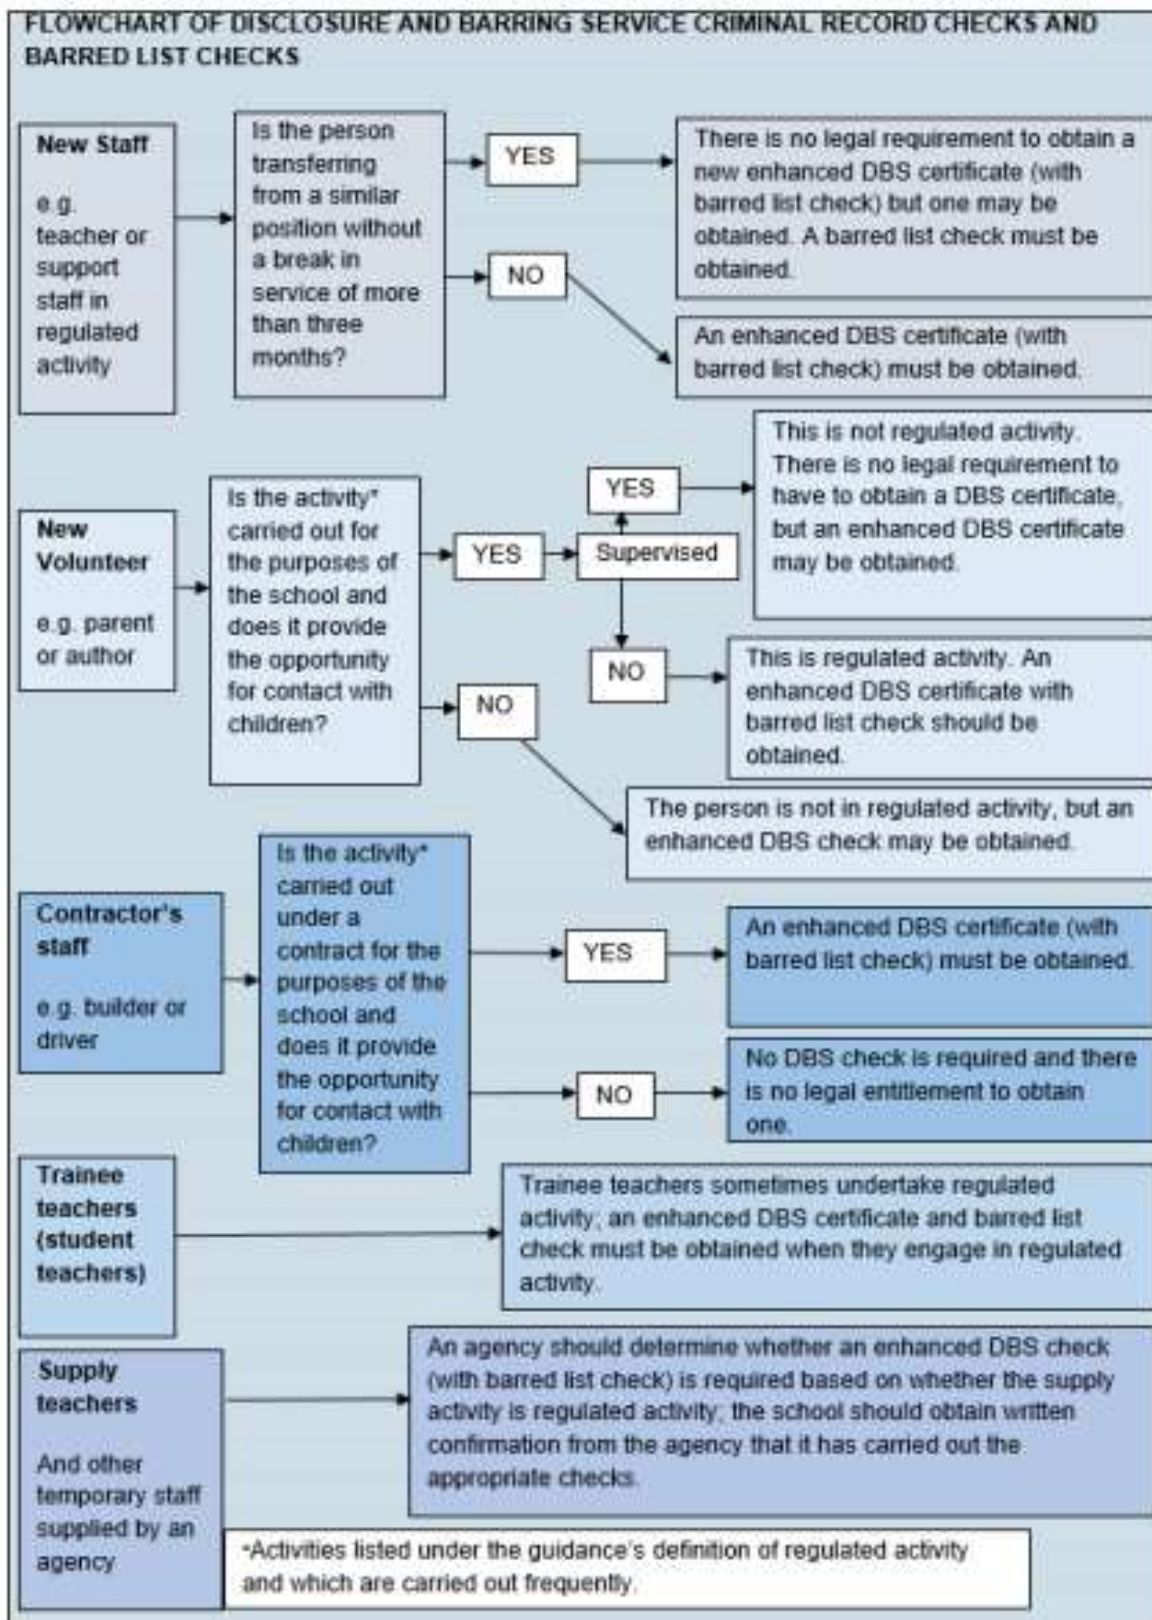 FLOWCHART OF DISCLOSURE AND BARRING SERVICE CRIMINAL RECORD CHECKS AND
BARRED LIST CHECKS
New Staff
e.g.
teacher or
support
staff in
regulated
activity
Is the person
transferring
from a similar
position without
a break in
service of more
than three
months?
YES
There is no legal requirement to obtain a
new enhanced DBS certificate (with
barred list check) but one may be
obtained. A barred list check must be
obtained.
NO
An enhanced DBS certificate (with
barred list check) must be obtained.
New
Volunteer
e.g. parent
or author
Is the activity*
carried out for
the purposes of
the school and
does it provide
the opportunity
for contact with
children?
YES
Supervised
YES
This is not regulated activity.
There is no legal requirement to
have to obtain a DBS certificate,
but an enhanced DBS certificate
may be obtained.
NO
This is regulated activity. An
enhanced DBS certificate with
barred list check should be
obtained.
NO
The person is not in regulated activity, but an
enhanced DBS check may be obtained.
Contractor's
staff
e.g. builder or
driver
Is the activity*
carried out
under a
contract for the
purposes of the
school and
does it provide
the opportunity
for contact with
children?
YES
An enhanced DBS certificate (with
barred list check) must be obtained.
NO
No DBS check is required and there
is no legal entitlement to obtain
one.
Trainee
teachers
(student
teachers)
Trainee teachers sometimes undertake regulated
activity; an enhanced DBS certificate and barred list
check must be obtained when they engage in regulated
activity.
Supply
teachers
And other
temporary staff
supplied by an
agency
An agency should determine whether an enhanced DBS check
(with barred list check) is required based on whether the supply
activity is regulated activity; the school should obtain written
confirmation from the agency that it has carried out the
appropriate checks.
*Activities listed under the guidance's definition of regulated activity
and which are carried out frequently.